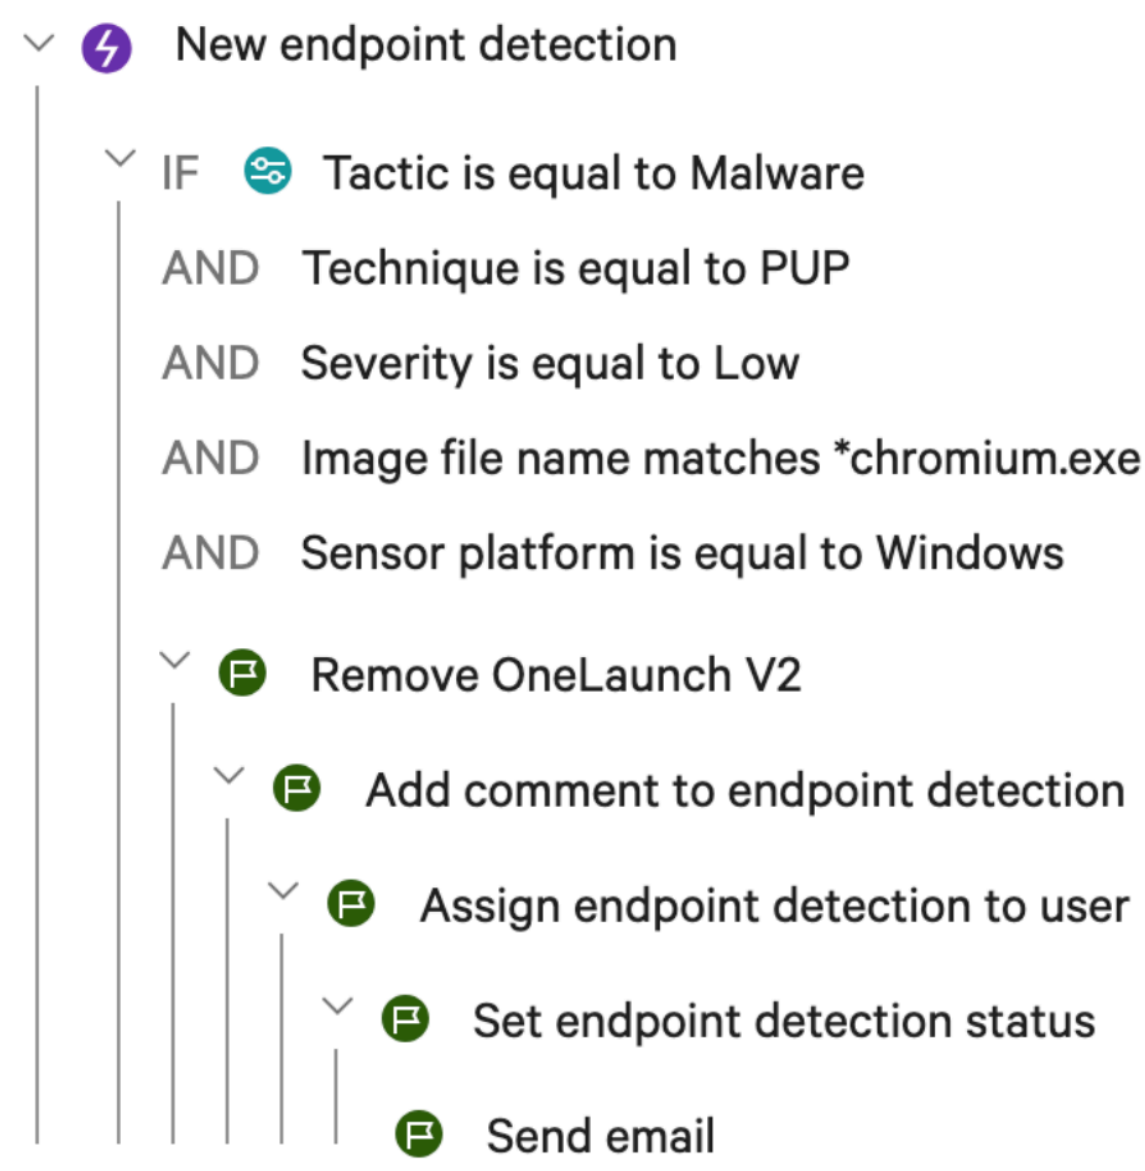 New endpoint detection
IF Tactic is equal to Malware
AND Technique is equal to PUP
AND Severity is equal to Low
AND Image file name matches *chromium.exe
AND Sensor platform is equal to Windows
Remove OneLaunch V2
Add comment to endpoint detection
Assign endpoint detection to user
Set endpoint detection status
Send email